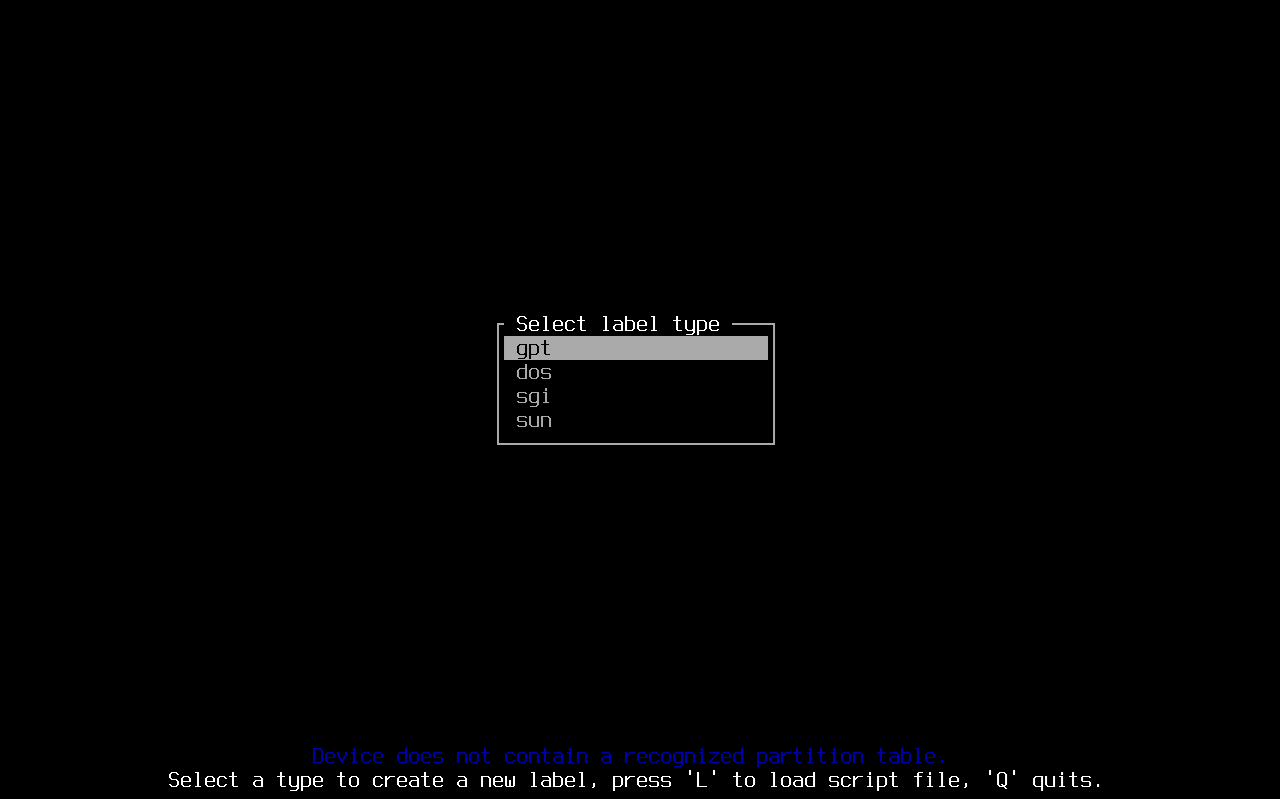 Select label type
gpt
dos
sgi
sun
Device does not contain a recognized partition table.
Select a type to create a new label, press 'L' to load script file, 'Q' quits.